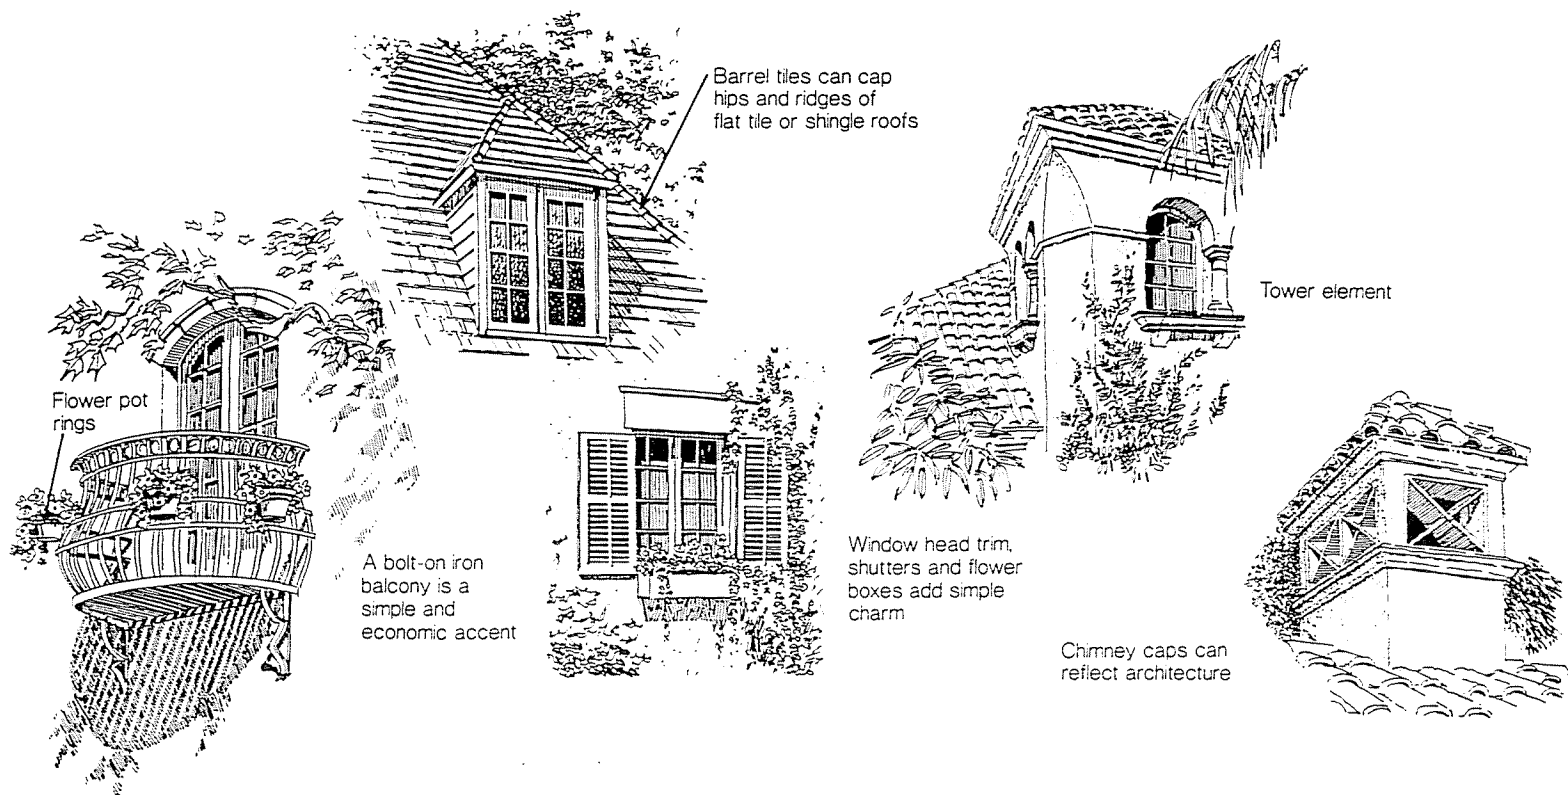 Barrel tiles can cap
hips and ridges of
flat tile or shingle roofs
Tower element
Flower pot
rings
A bolt-on iron
balcony is a
simple and
economic accent
Window head trim,
shutters and flower
boxes add simple
charm
Chimney caps can
reflect architecture